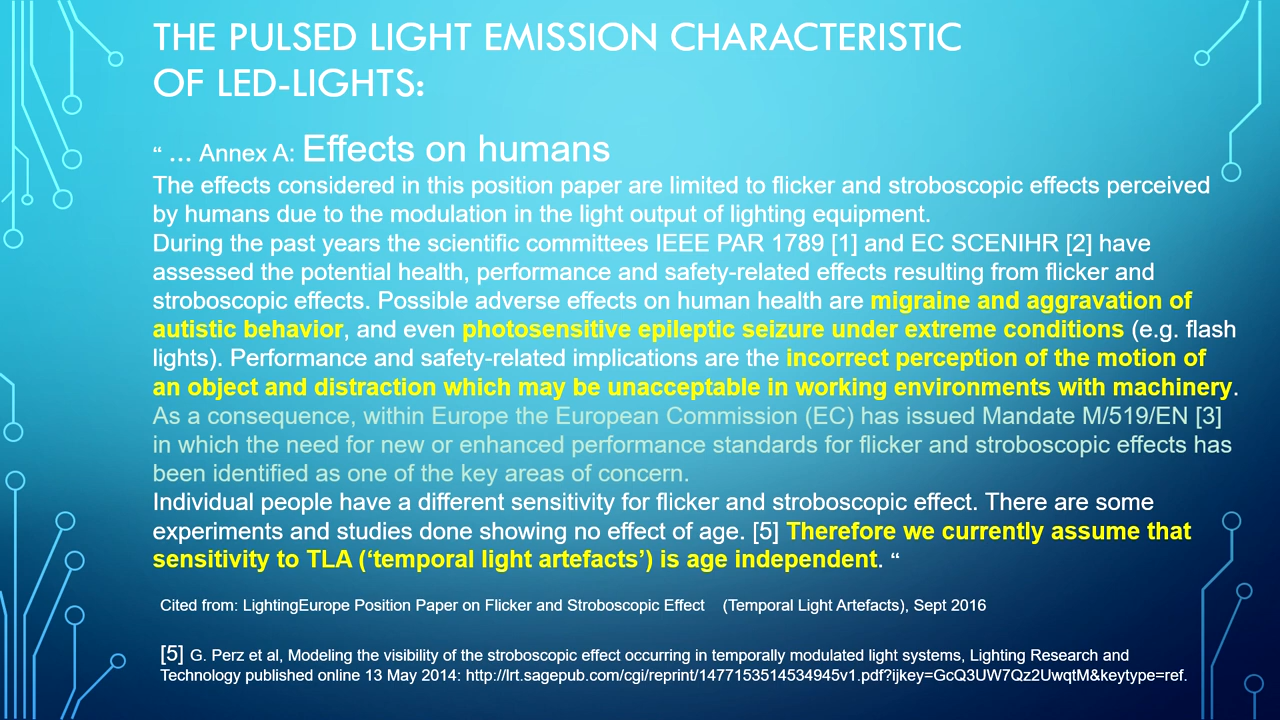 THE PULSED LIGHT EMISSION CHARACTERISTIC
OF LED-LIGHTS:
“ … Annex A: Effects on humans
The effects considered in this position paper are limited to flicker and stroboscopic effects perceived
by humans due to the modulation in the light output of lighting equipment.
During the past years the scientific committees IEEE PAR 1789 [1] and EC SCENIHR [2] have
assessed the potential health, performance and safety-related effects resulting from flicker and
stroboscopic effects. Possible adverse effects on human health are migraine and aggravation of
autistic behavior, and even photosensitive epileptic seizure under extreme conditions (e.g. flash
lights). Performance and safety-related implications are the incorrect perception of the motion of
an object and distraction which may be unacceptable in working environments with machinery.
As a consequence, within Europe the European Commission (EC) has issued Mandate M/519/EN [3]
in which the need for new or enhanced performance standards for flicker and stroboscopic effects has
been identified as one of the key areas of concern.
Individual people have a different sensitivity for flicker and stroboscopic effect. There are some
experiments and studies done showing no effect of age. [5] Therefore we currently assume that
sensitivity to TLA (‘temporal light artefacts’) is age independent. “
Cited from: LightingEurope Position Paper on Flicker and Stroboscopic Effect (Temporal Light Artefacts), Sept 2016
[5] G. Perz et al, Modeling the visibility of the stroboscopic effect occurring in temporally modulated light systems, Lighting Research and
Technology published online 13 May 2014: http://lrt.sagepub.com/cgi/reprint/1477153514534945v1.pdf?ijkey=GcQ3UW7Qz2UwqtM&keytype=ref.